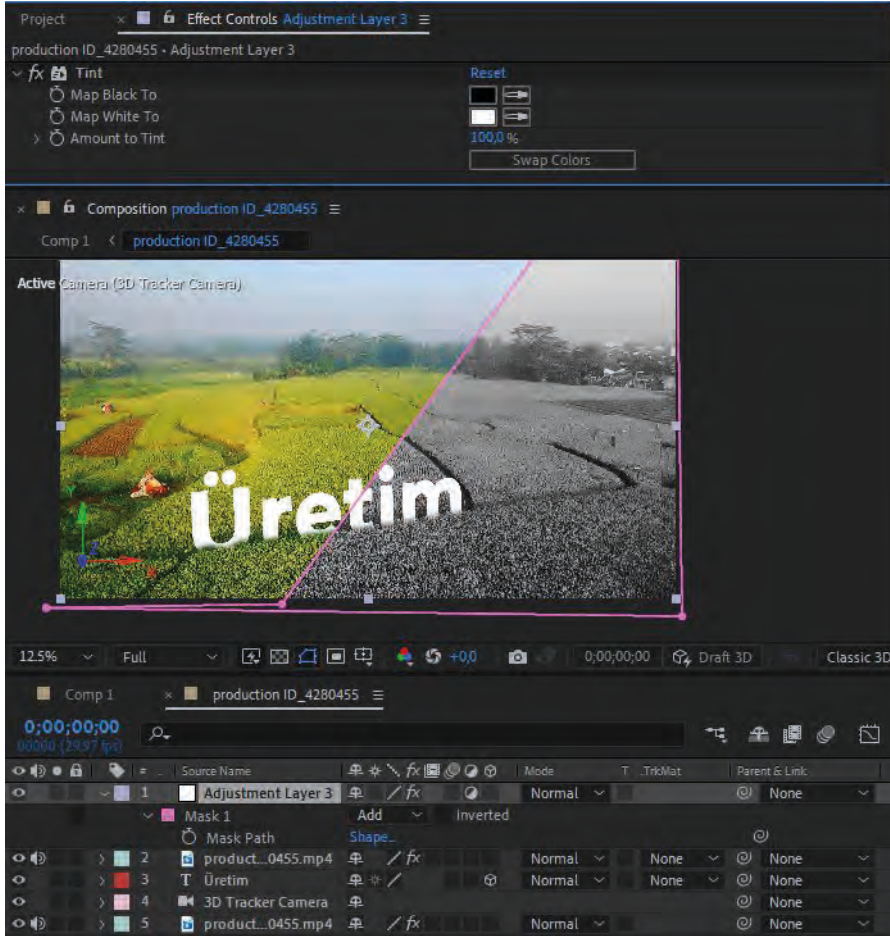 Project × Effect Controls Adjustment Layer 3 ≡
production ID_4280455 • Adjustment Layer 3
fx Tint Reset
Map Black To
Map White To
Amount to Tint 100,0 %
Swap Colors
× Composition production ID_4280455 ≡
Comp 1 < production ID_4280455
Active Camera (3D Tracker Camera)
Üretim
Z
X
12.5% Full +0,0 0;00;00;00 Draft 3D Classic 3D
Comp 1 × production ID_4280455 ≡
0;00;00;00
00000 (29.97 fps)
# Source Name fx Mode T .TrkMat Parent & Link
1 Adjustment Layer 3 / fx Normal None
Mask 1 Add Inverted
Mask Path Shape...
2 product...0455.mp4 / fx Normal None None
3 T Üretim / Normal None None
4 3D Tracker Camera None
5 product...0455.mp4 / fx Normal None